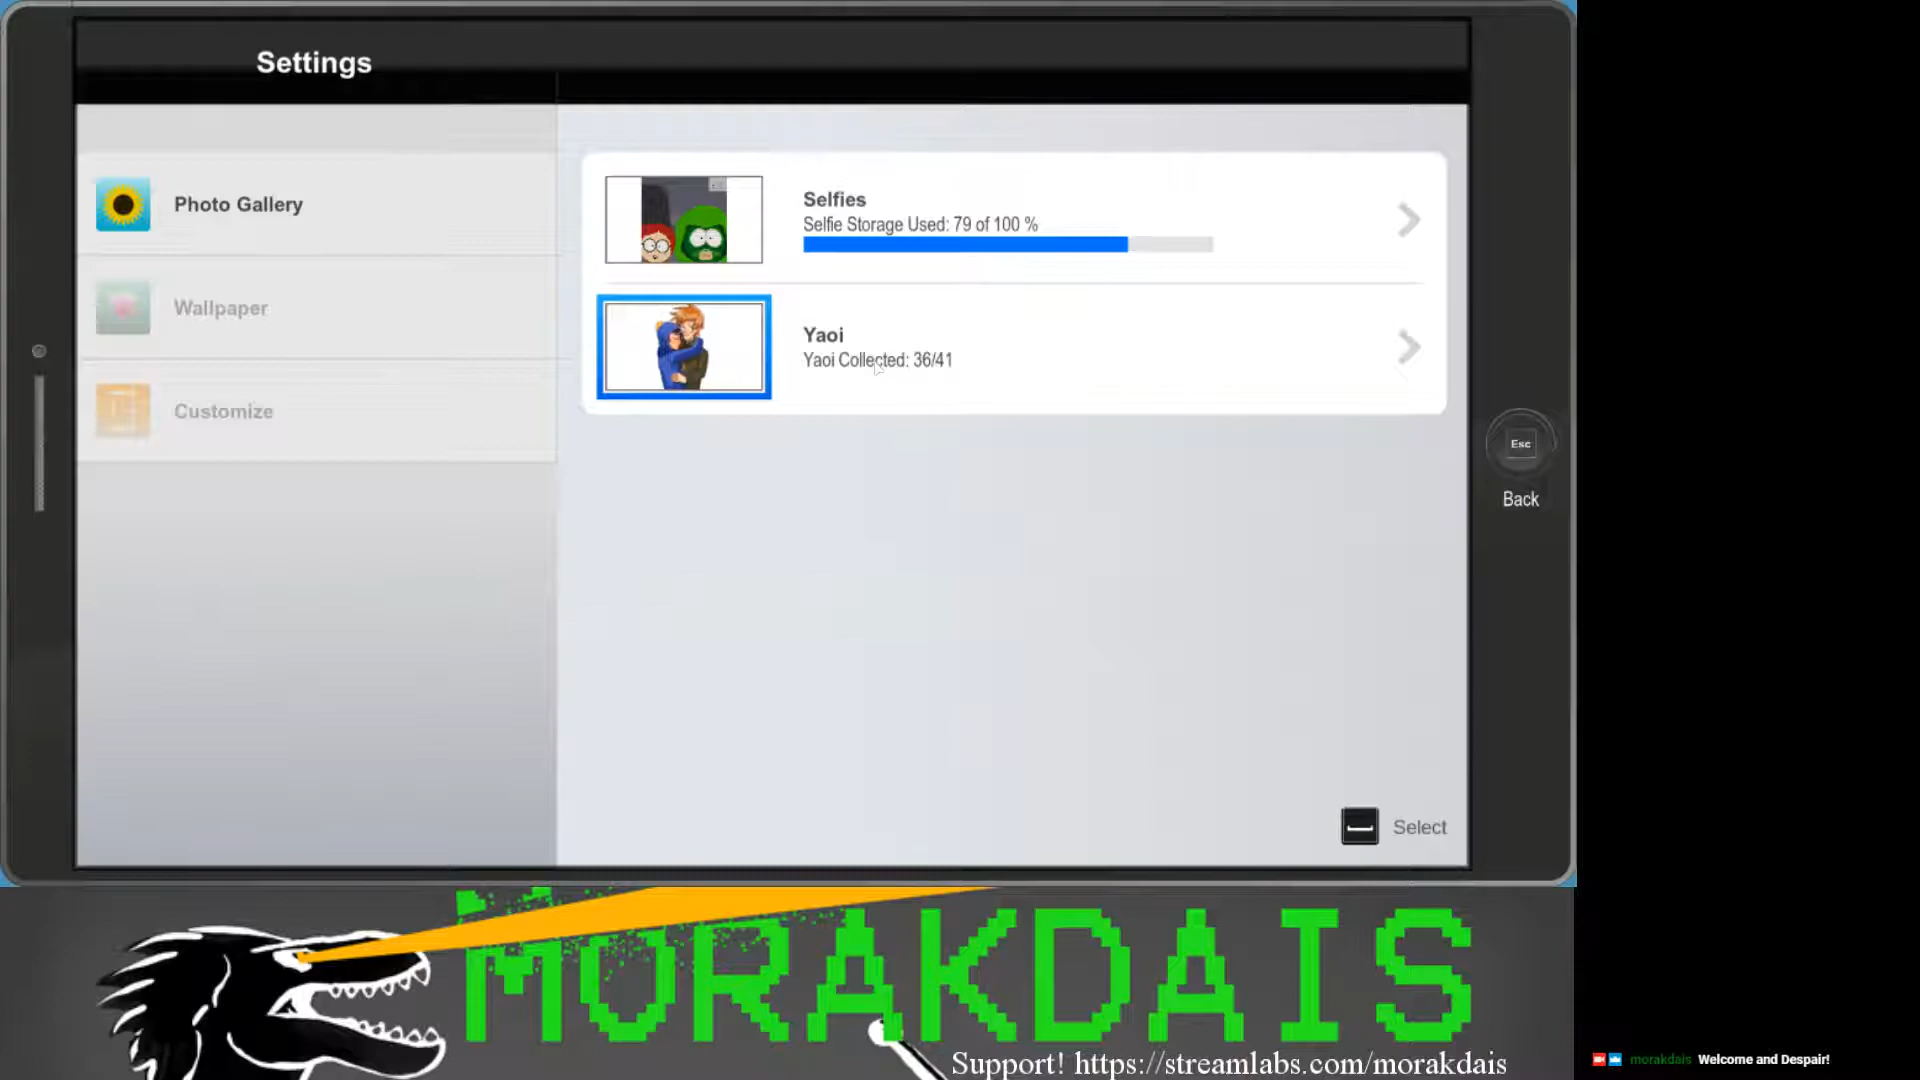 Settings
Photo Gallery
Wallpaper
Customize
Selfies
Selfie Storage Used: 79 of 100 %
Yaoi
Yaoi Collected: 36/41
Esc
Back
Select
MORAKDAIS
Support! https://streamlabs.com/morakdais
morakdais Welcome and Despair!